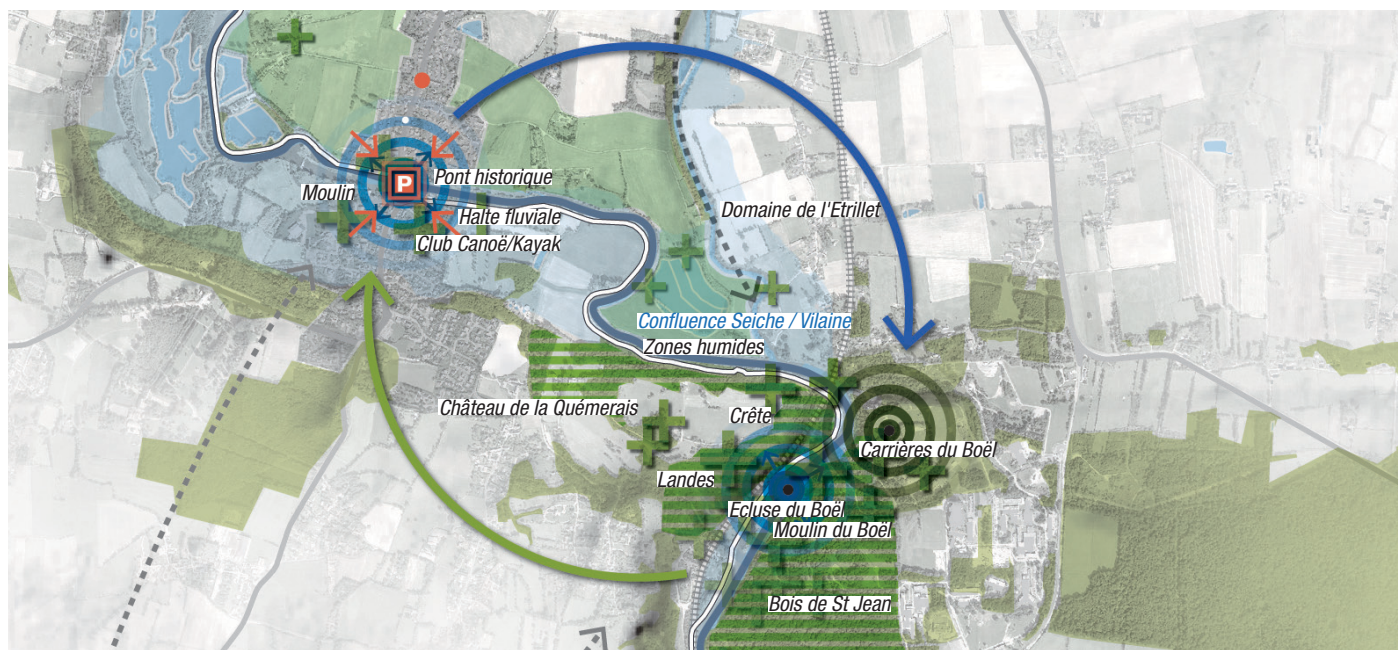 P
Pont historique
Moulin
Domaine de l'Etrillet
Halte fluviale
Club Canoë/Kayak
Confluence Seiche / Vilaine
Zones humides
Château de la Quémerais
Crête
Carrières du Boël
Landes
Ecluse du Boël
Moulin du Boël
Bois de St Jean